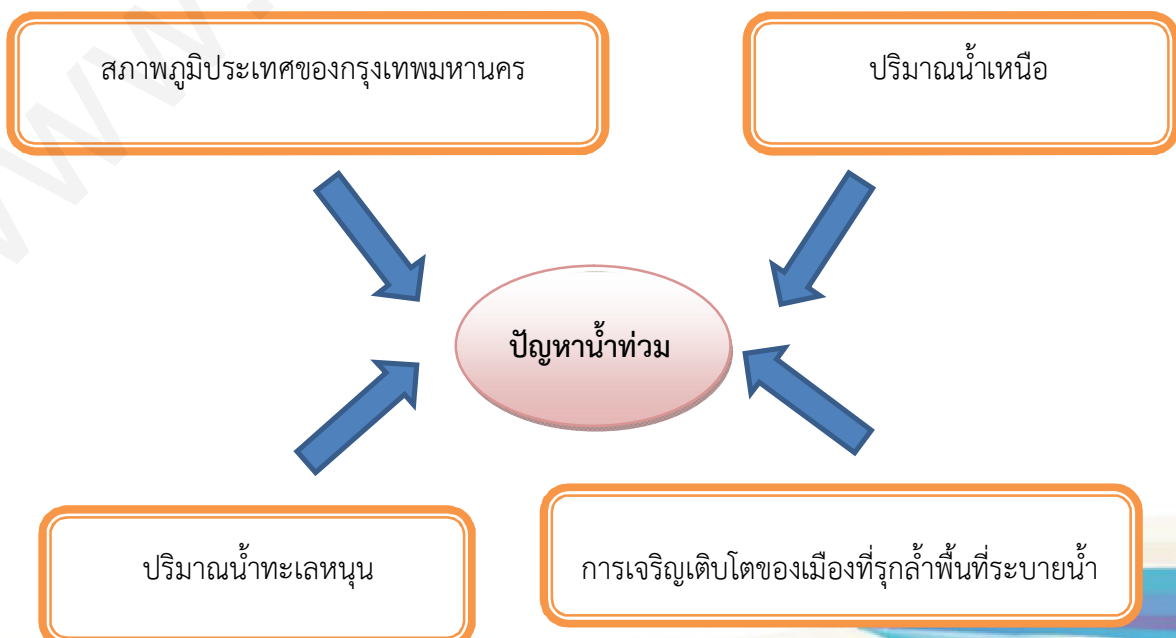 สภาพภูมิประเทศของกรุงเทพมหานคร
ปริมาณน้ำเหนือ
ปัญหาน้ำท่วม
ปริมาณน้ำทะเลหนุน
การเจริญเติบโตของเมืองที่รุกล้ำพื้นที่ระบายน้ำ